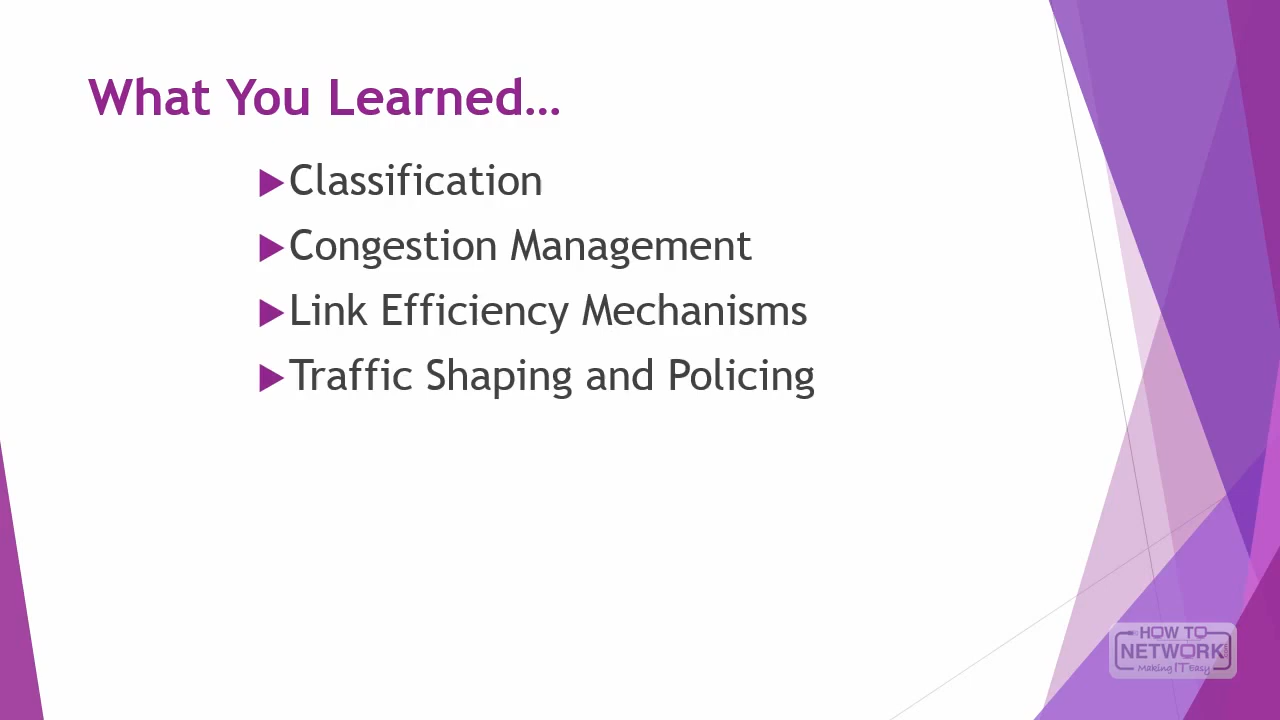 What You Learned…
Classification
Congestion Management
Link Efficiency Mechanisms
Traffic Shaping and Policing
HOW TO
NETWORK.com
Making IT Easy